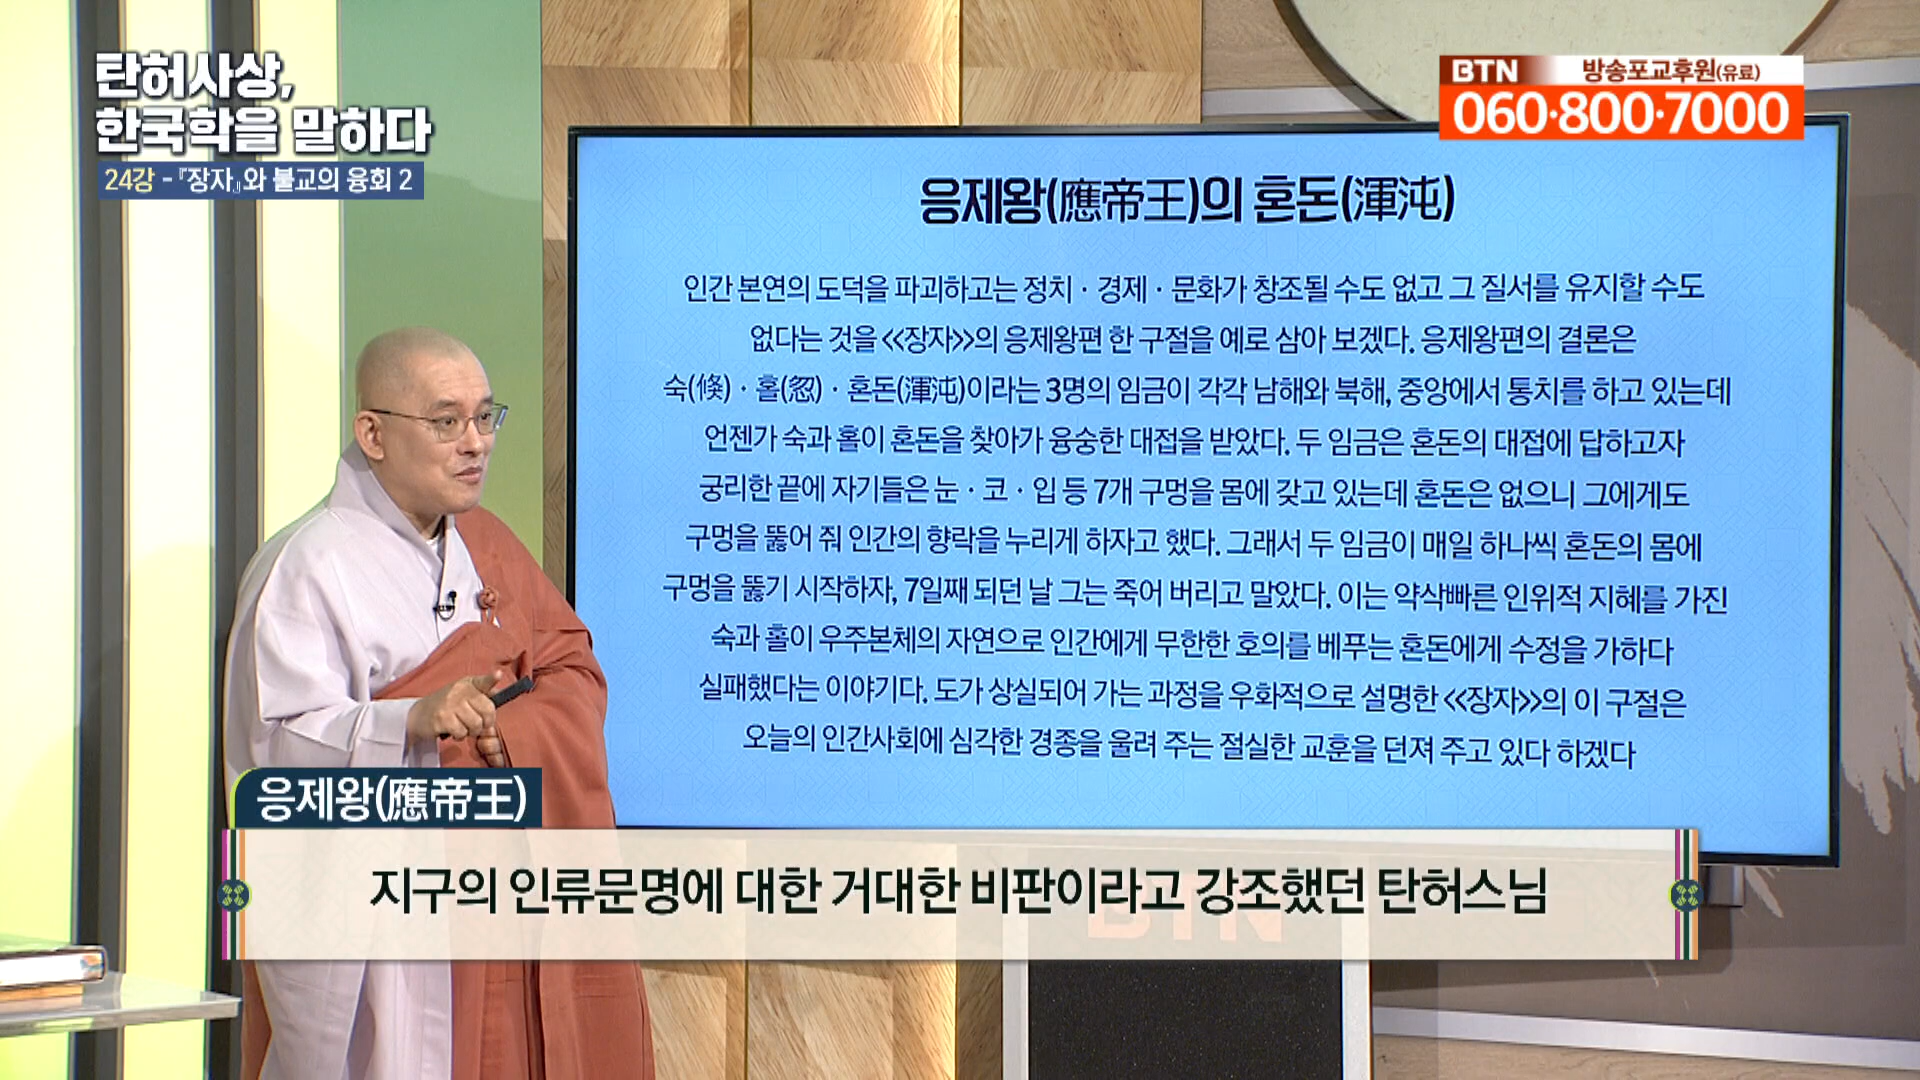 탄허사상,
한국학을 말하다
24강 - 『장자』와 불교의 융회 2
BTN 방송포교후원(유료)
060·800·7000
응제왕(應帝王)의 혼돈(渾沌)
인간 본연의 도덕을 파괴하고는 정치 · 경제 · 문화가 창조될 수도 없고 그 질서를 유지할 수도
없다는 것을 <<장자>>의 응제왕편 한 구절을 예로 삼아 보겠다. 응제왕편의 결론은
숙(倏) · 홀(忽) · 혼돈(渾沌)이라는 3명의 임금이 각각 남해와 북해, 중앙에서 통치를 하고 있는데
언젠가 숙과 홀이 혼돈을 찾아가 융숭한 대접을 받았다. 두 임금은 혼돈의 대접에 답하고자
궁리한 끝에 자기들은 눈 · 코 · 입 등 7개 구멍을 몸에 갖고 있는데 혼돈은 없으니 그에게도
구멍을 뚫어 줘 인간의 향락을 누리게 하자고 했다. 그래서 두 임금이 매일 하나씩 혼돈의 몸에
구멍을 뚫기 시작하자, 7일째 되던 날 그는 죽어 버리고 말았다. 이는 약삭빠른 인위적 지혜를 가진
숙과 홀이 우주본체의 자연으로 인간에게 무한한 호의를 베푸는 혼돈에게 수정을 가하다
실패했다는 이야기다. 도가 상실되어 가는 과정을 우화적으로 설명한 <<장자>>의 이 구절은
오늘의 인간사회에 심각한 경종을 울려 주는 절실한 교훈을 던져 주고 있다 하겠다
응제왕(應帝王)
지구의 인류문명에 대한 거대한 비판이라고 강조했던 탄허스님
BTN